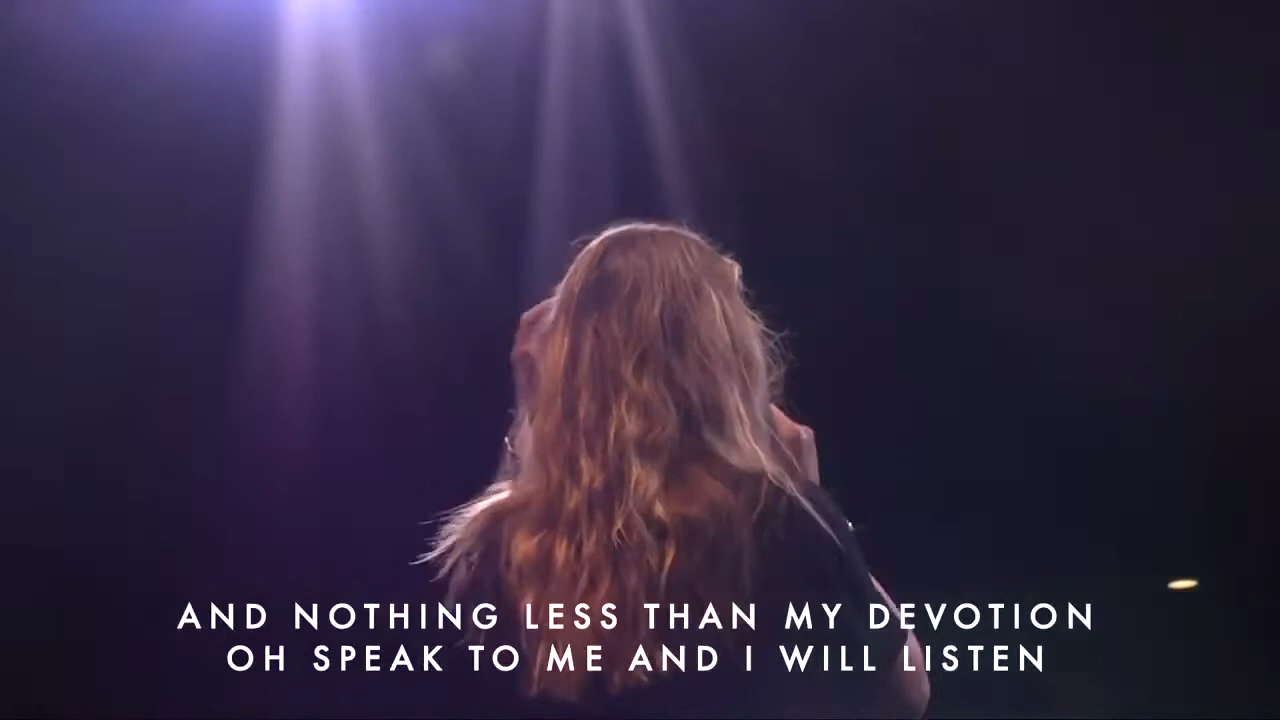 AND NOTHING LESS THAN MY DEVOTION
OH SPEAK TO ME AND I WILL LISTEN